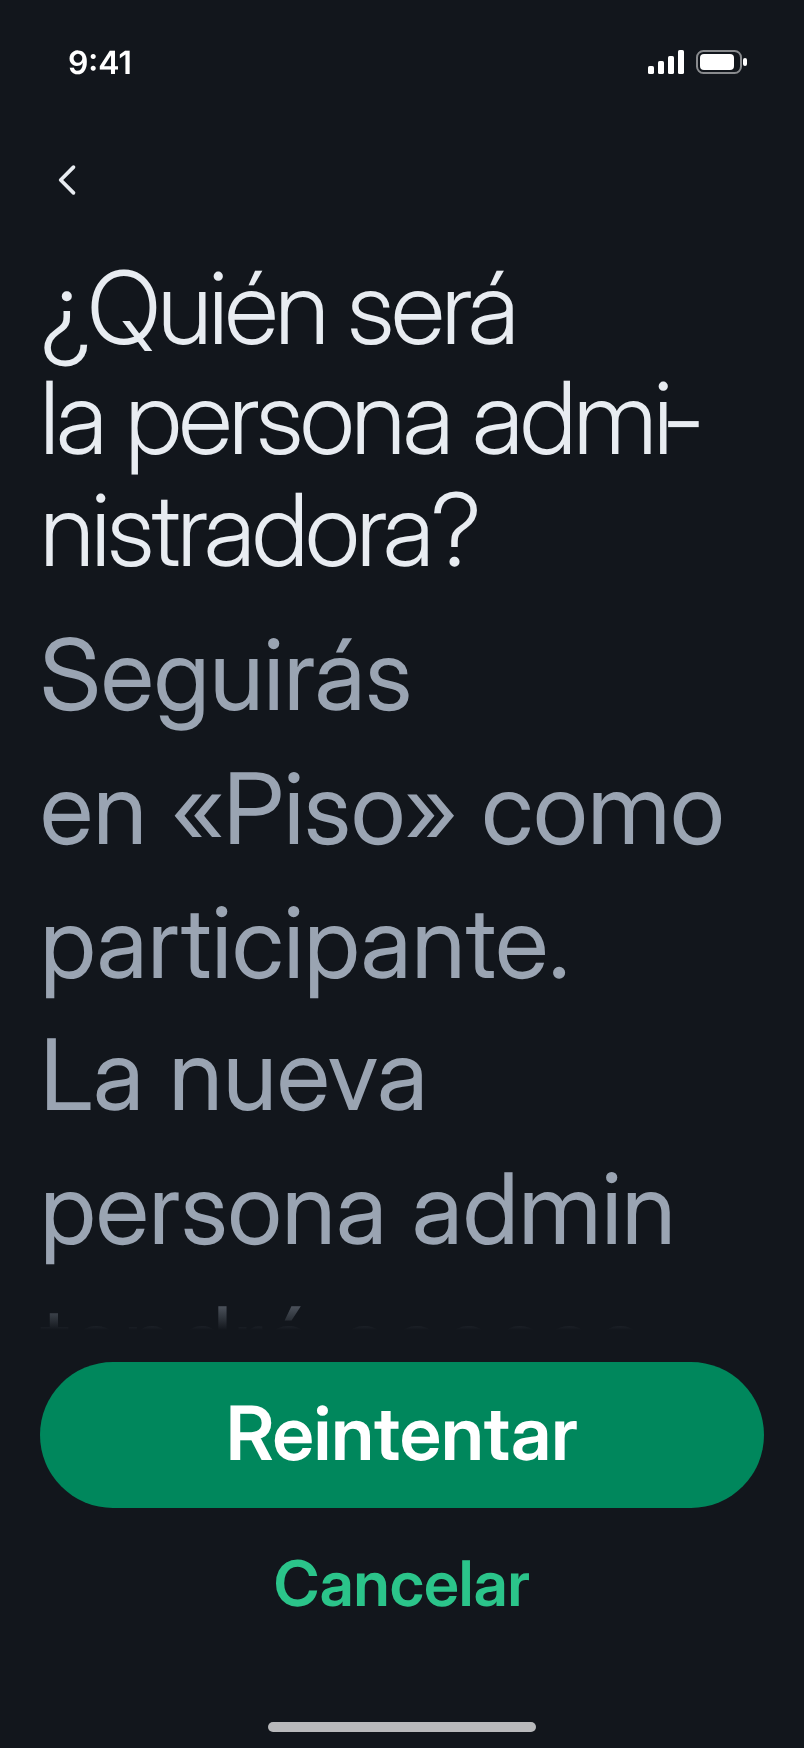 9:41
¿Quién será
la persona admi-
nistradora?
Seguirás
en «Piso» como
participante.
La nueva
persona admin
Reintentar
Cancelar